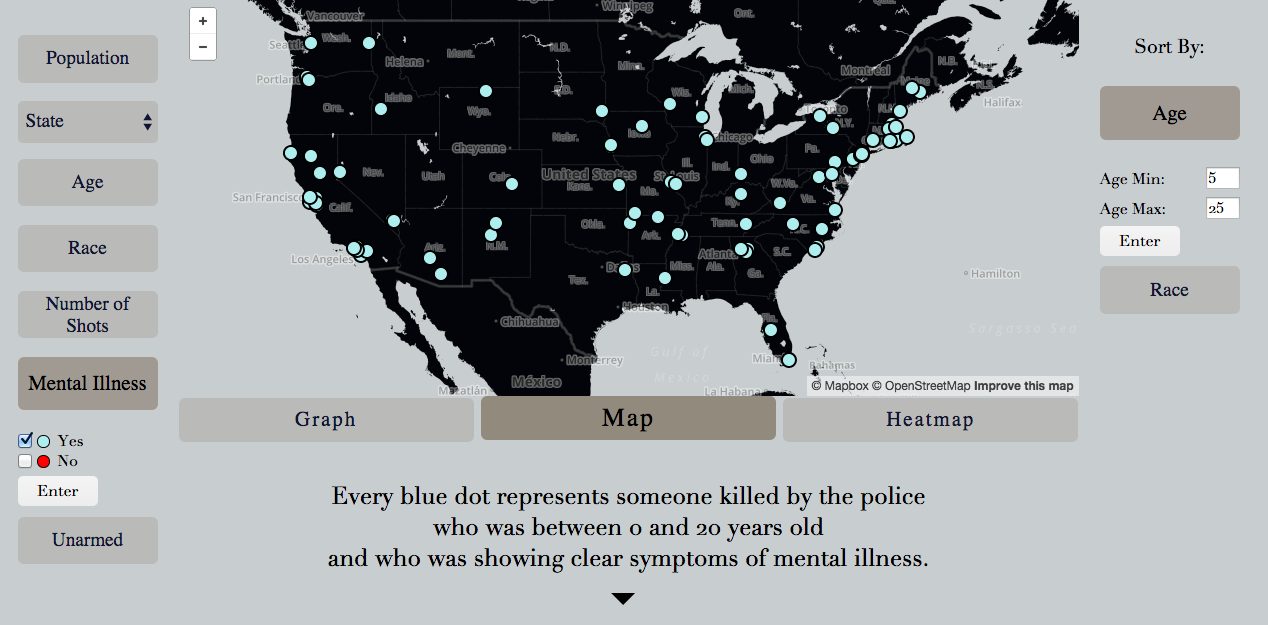 Population
State
Age
Race
Number of
Shots
Mental Illness
Yes
No
Enter
Unarmed
+
−
Vancouver
Winnipeg
Ont.
Wash.
Helena
Mont.
N.D.
Minn.
Montréal
N.B.
Maine
N.S.
Halifax
Portland
Ore.
Idaho
Wyo.
Wis.
Mich.
Toronto
N.Y.
Cheyenne
Nebr.
Iowa
Chicago
Pa.
Nev.
Utah
United States
Kans.
Ill.
Ind.
Ohio
St Louis
Mo.
W.Va.
Va.
San Francisco
Calif.
Ky.
Okla.
Ark.
Tenn.
Los Angeles
Ariz.
N.M.
Atlanta
S.C.
Dallas
Miss.
Ala.
Ga.
Tex.
La.
Hamilton
Houston
Chihuahua
Fla.
Sargasso Sea
Monterrey
Gulf of
Mexico
Miami
Bahamas
México
Mazatlán
La Habana
© Mapbox © OpenStreetMap Improve this map
Graph
Map
Heatmap
Every blue dot represents someone killed by the police
who was between 0 and 20 years old
and who was showing clear symptoms of mental illness.
Sort By:
Age
Age Min: 5
Age Max: 25
Enter
Race